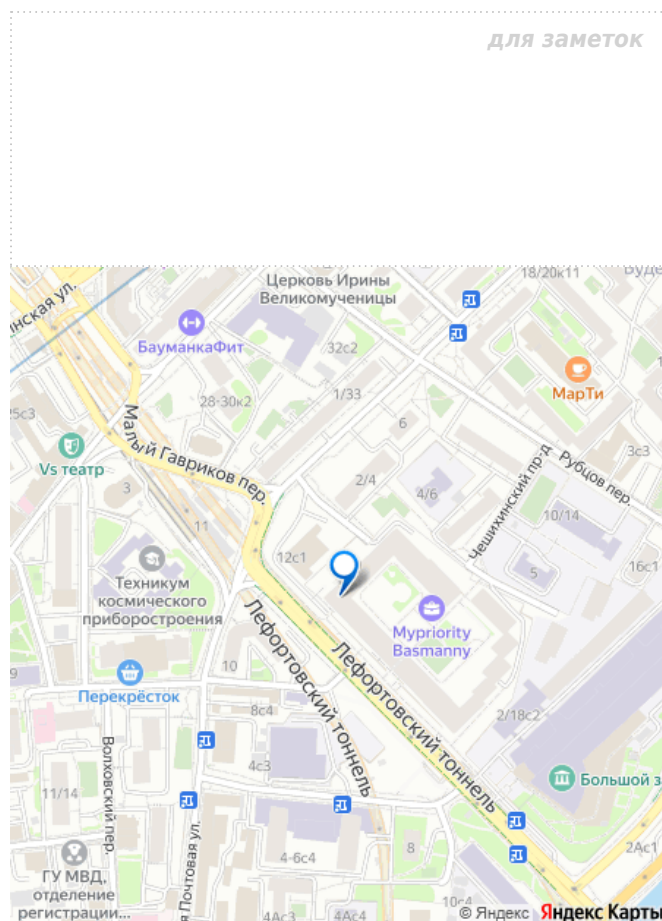 для заметок
18/20к11
Церковь Ирины
Великомученицы
БауманкаФит
32с2
МарТи
1/33
28-30к2
6
Малый Гавриков пер.
Vs театр
3
2/4
4/6
Рубцов пер.
3с3
Чешихинский пр-д
10/14
11
12с1
5
16с1
Техникум
космического
приборостроения
Mypriority
Basmanny
Лефортовский тоннель
Лефортовский тоннель
10
Перекрёсток
8с4
2/18с2
Волховский пер.
4с3
Большой з
11/14
8
2Ас1
4-6с4
ГУ МВД,
отделение
регистрации...
я Почтовая ул.
4Ас3
4Ас4
10с4
© Яндекс Яндекс Карты